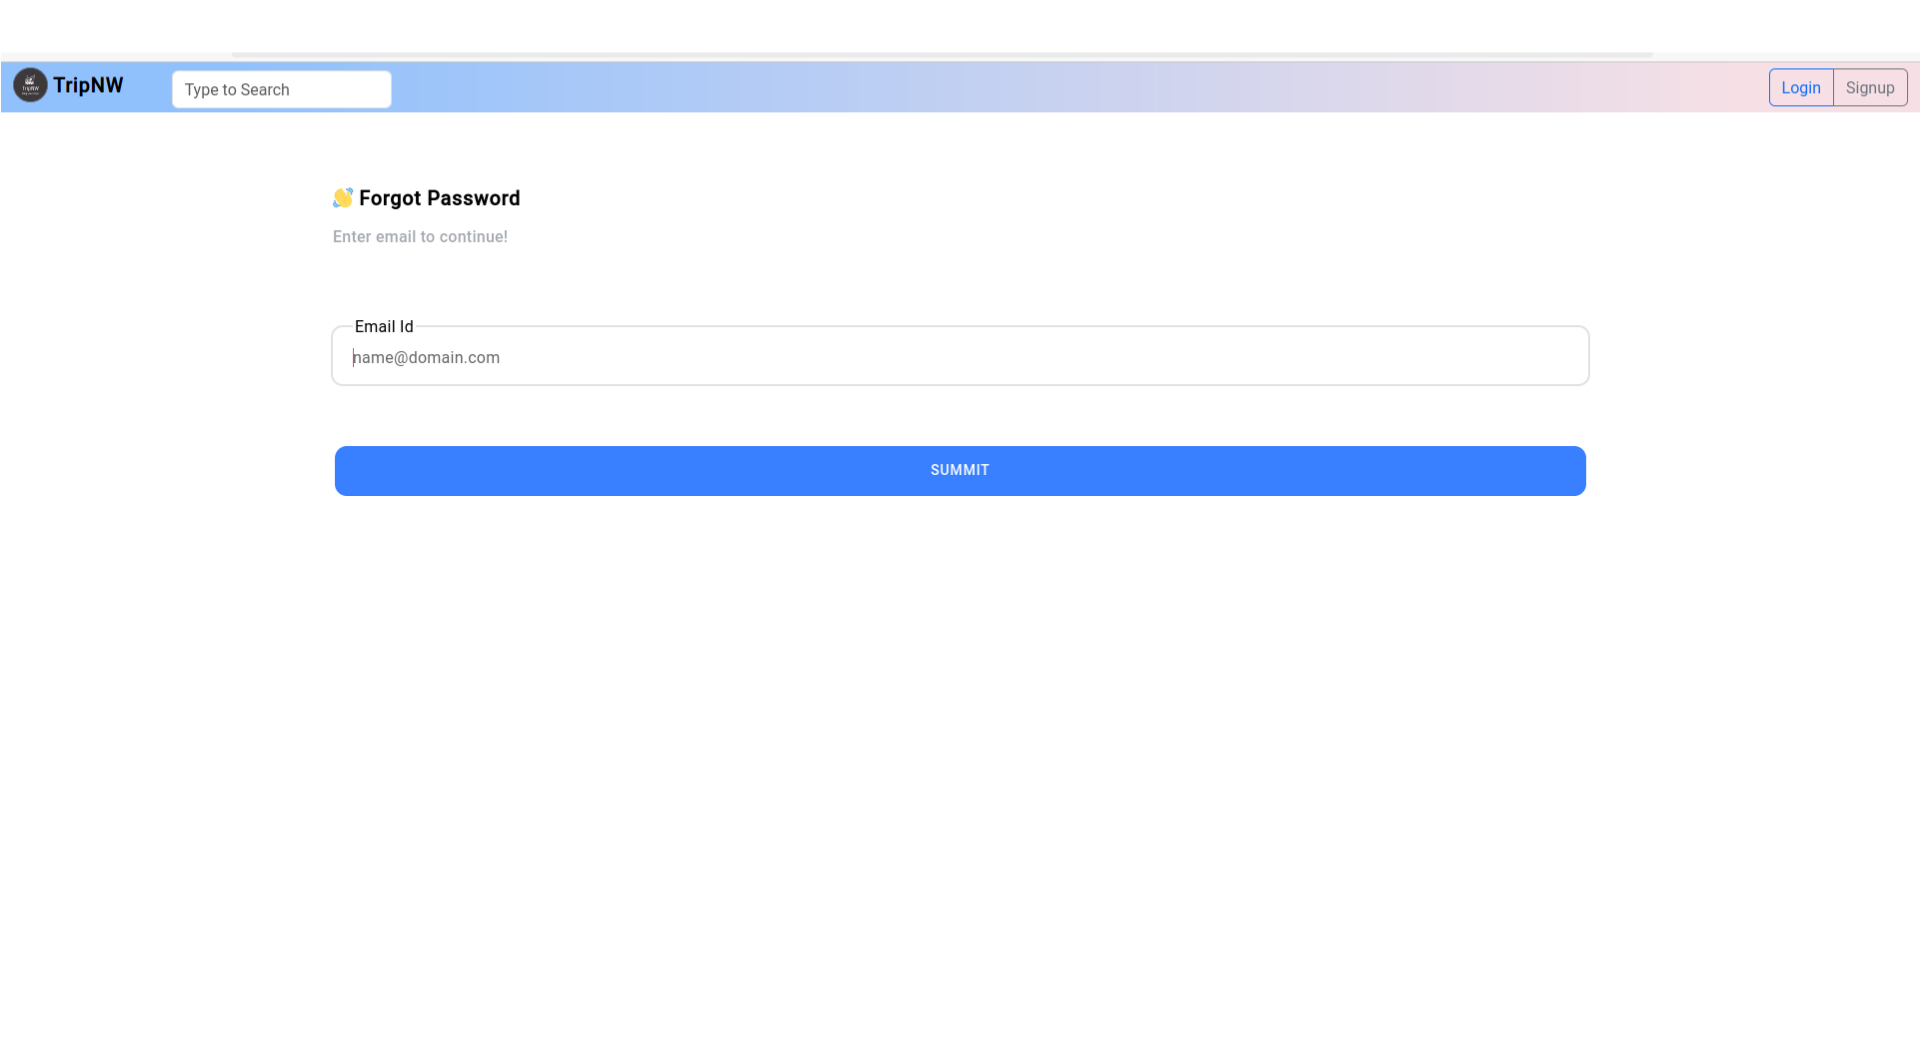 TripNW
Type to Search
Login
Signup
👋 Forgot Password
Enter email to continue!
Email Id
name@domain.com
SUMMIT